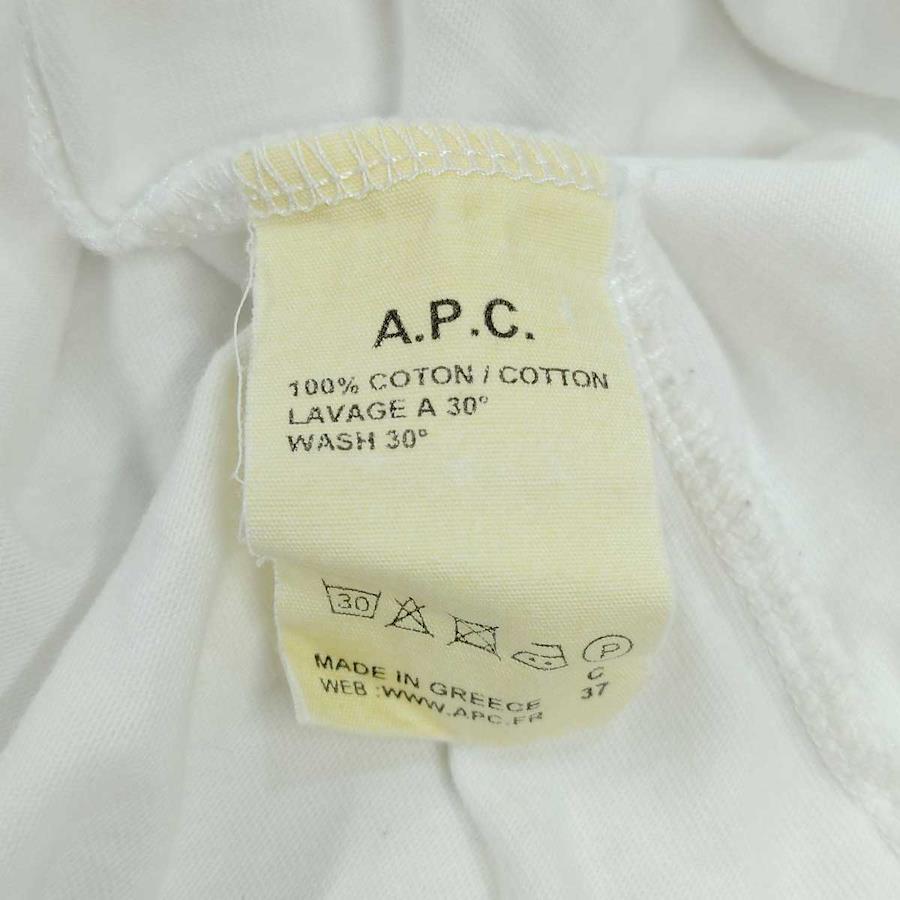 A.P.C.
100% COTON / COTTON
LAVAGE A 30°
WASH 30°
30
P
MADE IN GREECE
C
WEB :WWW.APC.FR
37